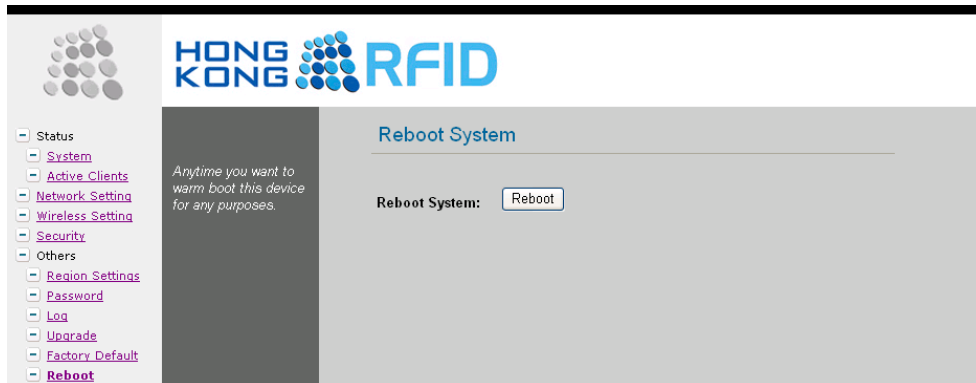 HONG
KONG
RFID
Status
System
Active Clients
Network Setting
Wireless Setting
Security
Others
Region Settings
Password
Log
Upgrade
Factory Default
Reboot
Anytime you want to
warm boot this device
for any purposes.
Reboot System
Reboot System: Reboot